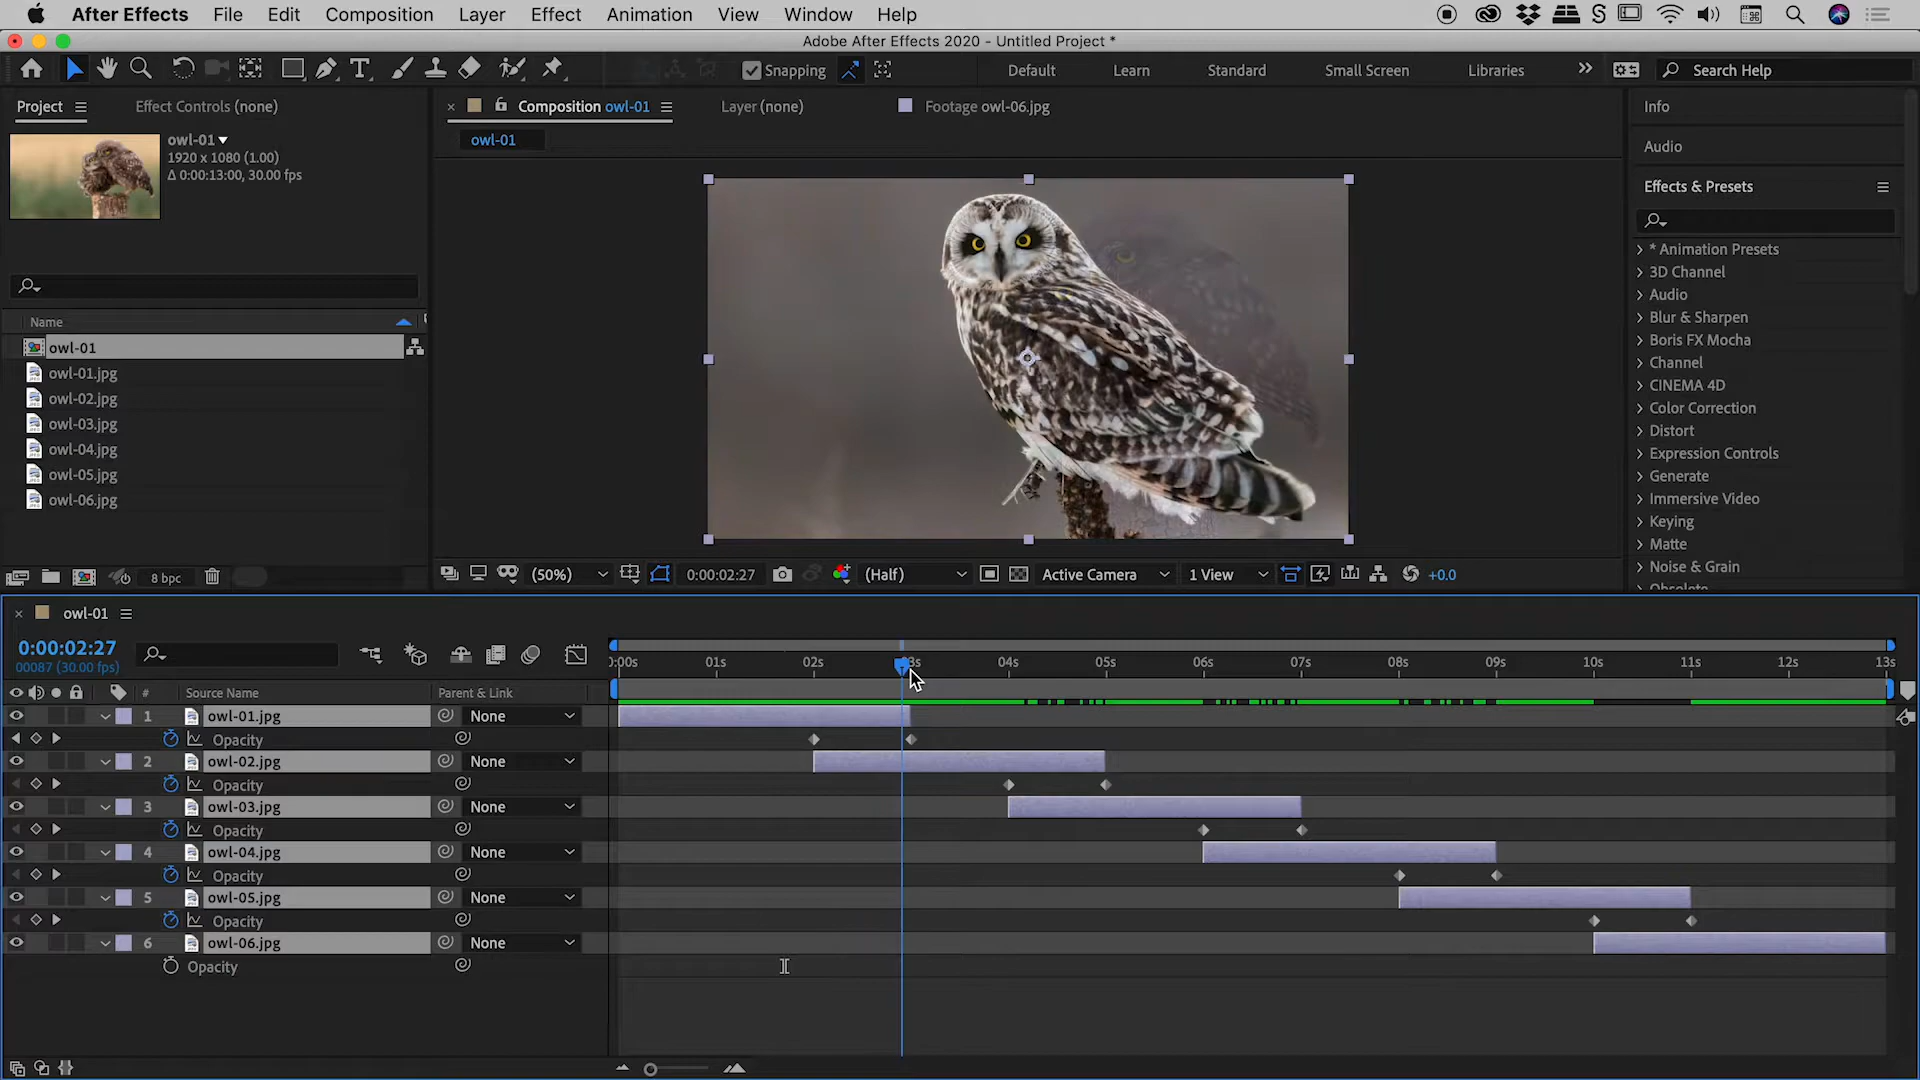 After Effects File Edit Composition Layer Effect Animation View Window Help
Adobe After Effects 2020 - Untitled Project *
Snapping Default Learn Standard Small Screen Libraries Search Help
Project Effect Controls (none)
Composition owl-01 Layer (none) Footage owl-06.jpg
owl-01
owl-01
1920 x 1080 (1.00)
Δ 0:00:13:00, 30.00 fps
Name
owl-01
owl-01.jpg
owl-02.jpg
owl-03.jpg
owl-04.jpg
owl-05.jpg
owl-06.jpg
8 bpc
(50%) 0:00:02:27 (Half) Active Camera 1 View +0.0
Info
Audio
Effects & Presets
* Animation Presets
3D Channel
Audio
Blur & Sharpen
Boris FX Mocha
Channel
CINEMA 4D
Color Correction
Distort
Expression Controls
Generate
Immersive Video
Keying
Matte
Noise & Grain
Obsolete
owl-01
0:00:02:27
00087 (30.00 fps)
01s 02s 03s 04s 05s 06s 07s 08s 09s 10s 11s 12s 13s
# Source Name Parent & Link
1 owl-01.jpg None
Opacity
2 owl-02.jpg None
Opacity
3 owl-03.jpg None
Opacity
4 owl-04.jpg None
Opacity
5 owl-05.jpg None
Opacity
6 owl-06.jpg None
Opacity